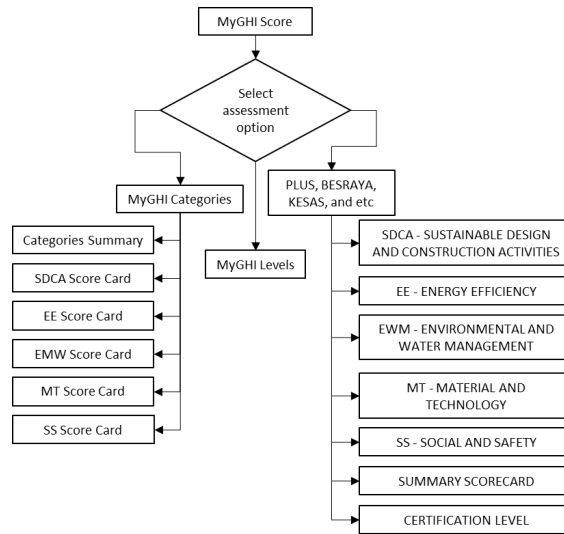 MyGHI Score
Select
assessment
option
MyGHI Categories
Categories Summary
SDCA Score Card
EE Score Card
EMW Score Card
MT Score Card
SS Score Card
MyGHI Levels
PLUS, BESRAYA,
KESAS, and etc
SDCA - SUSTAINABLE DESIGN
AND CONSTRUCTION ACTIVITIES
EE - ENERGY EFFICIENCY
EWM - ENVIRONMENTAL AND
WATER MANAGEMENT
MT - MATERIAL AND
TECHNOLOGY
SS - SOCIAL AND SAFETY
SUMMARY SCORECARD
CERTIFICATION LEVEL